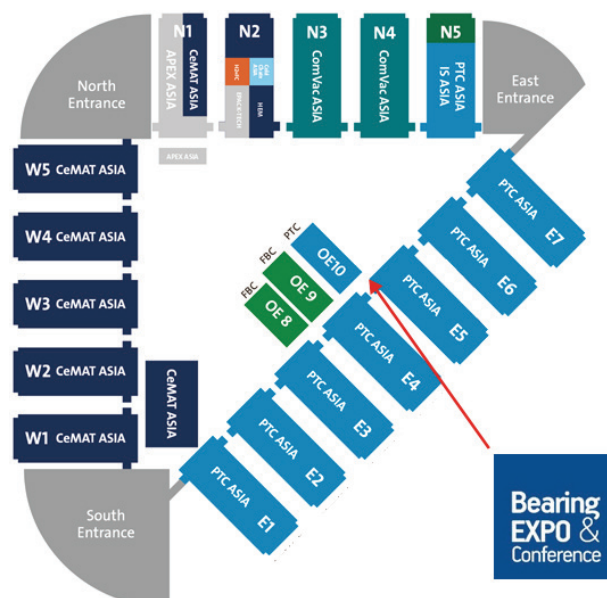 North
Entrance
N1
APEX ASIA
CeMAT ASIA
APEX ASIA
N2
HEM
N3
ComVac ASIA
N4
ComVac ASIA
N5
PTC ASIA
IS ASIA
East
Entrance
W5 CeMAT ASIA
W4 CeMAT ASIA
W3 CeMAT ASIA
W2 CeMAT ASIA
W1 CeMAT ASIA
CeMAT ASIA
South
Entrance
PTC
OE10
FBC
OE 9
FBC
OE 8
PTC ASIA E7
PTC ASIA E6
PTC ASIA E5
PTC ASIA E4
PTC ASIA E3
PTC ASIA E2
PTC ASIA E1
Bearing
EXPO &
Conference